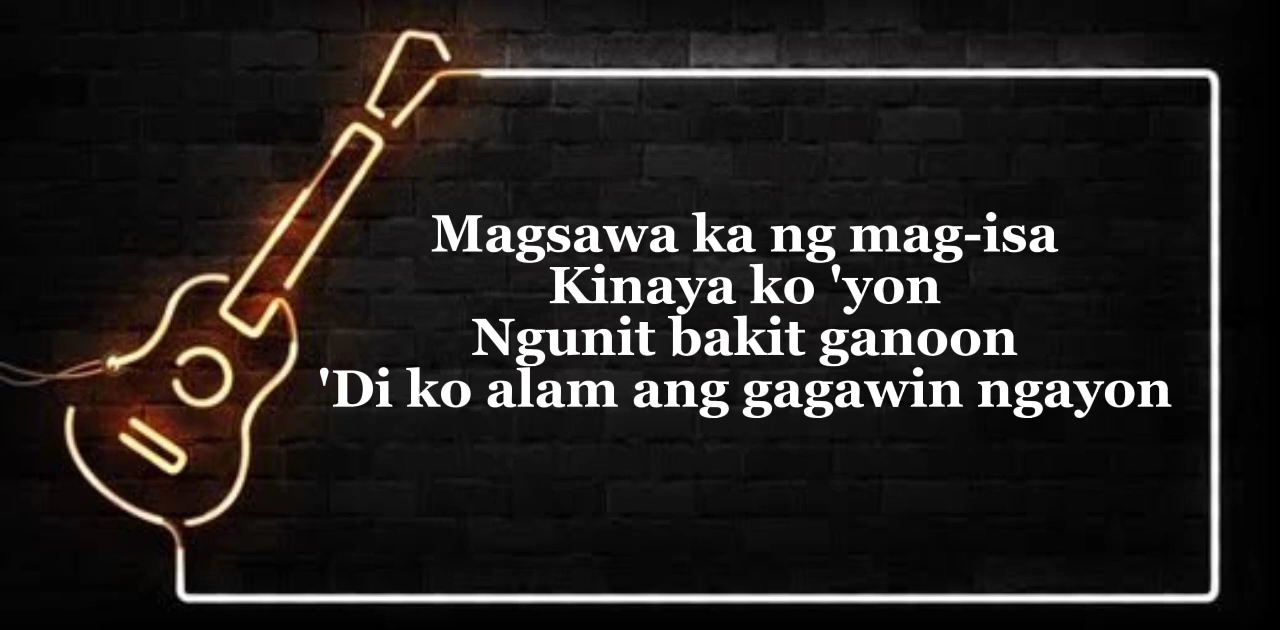 Magsawa ka ng mag-isa
Kinaya ko 'yon
Ngunit bakit ganoon
'Di ko alam ang gagawin ngayon